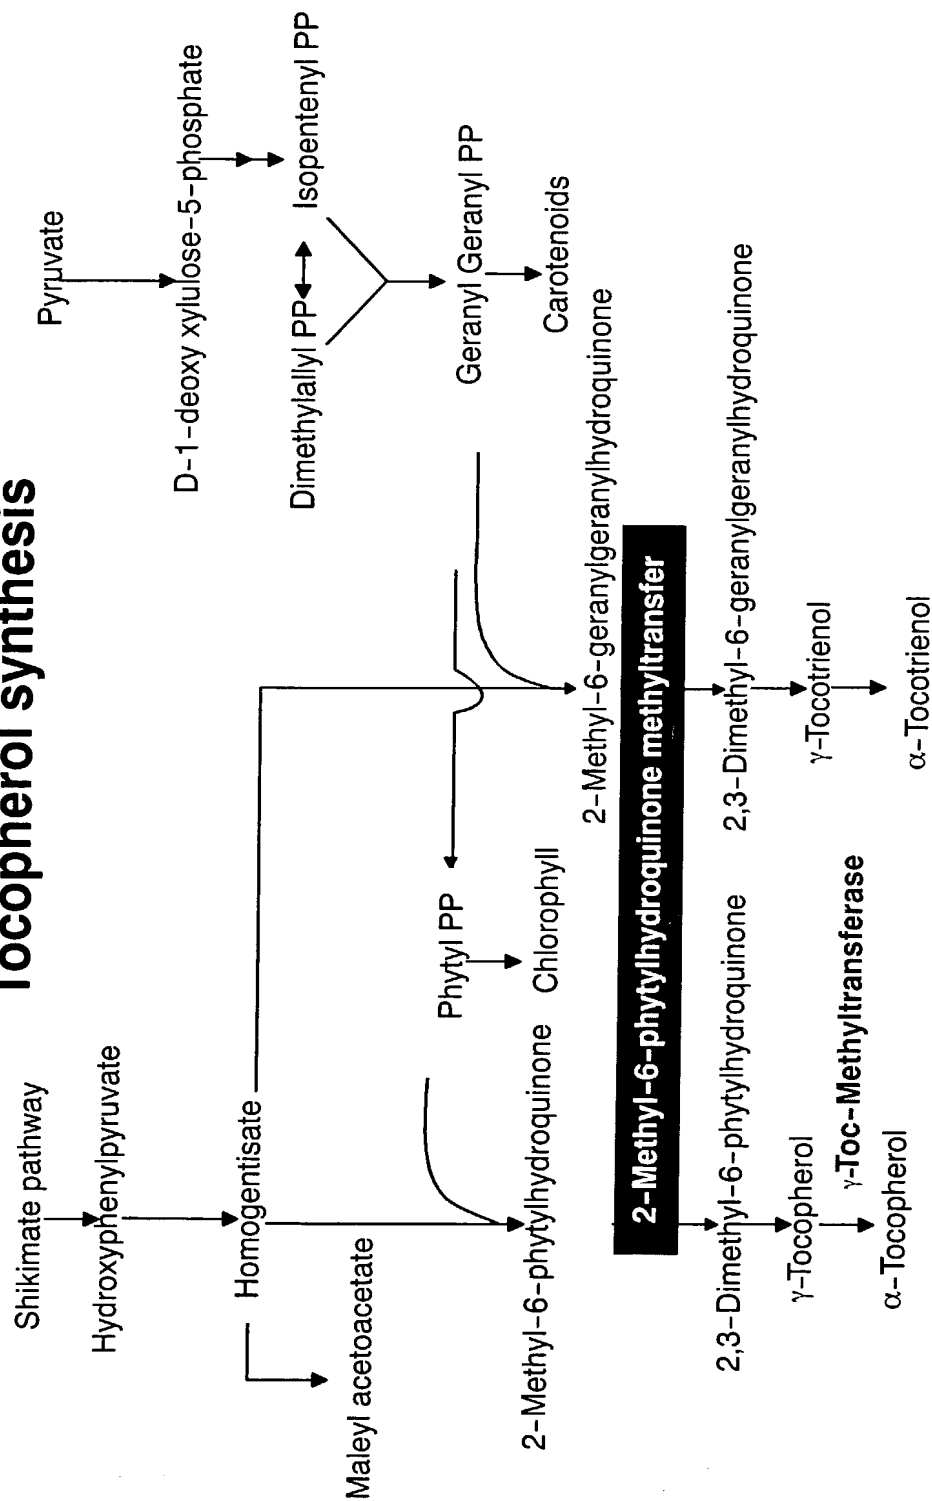 Tocopherol synthesis
Shikimate pathway
Hydroxyphenylpyruvate
Homogentisate
Maleyl acetoacetate
Pyruvate
D-1-deoxy xylulose-5-phosphate
Dimethylallyl PP
Isopentenyl PP
Geranyl Geranyl PP
Carotenoids
Phytyl PP
Chlorophyll
2-Methyl-6-phytylhydroquinone
2-Methyl-6-geranylgeranylhydroquinone
2-Methyl-6-phytylhydroquinone methyltransfer
2,3-Dimethyl-6-phytylhydroquinone
2,3-Dimethyl-6-geranylgeranylhydroquinone
γ-Tocopherol
γ-Tocotrienol
γ-Toc-Methyltransferase
α-Tocopherol
α-Tocotrienol